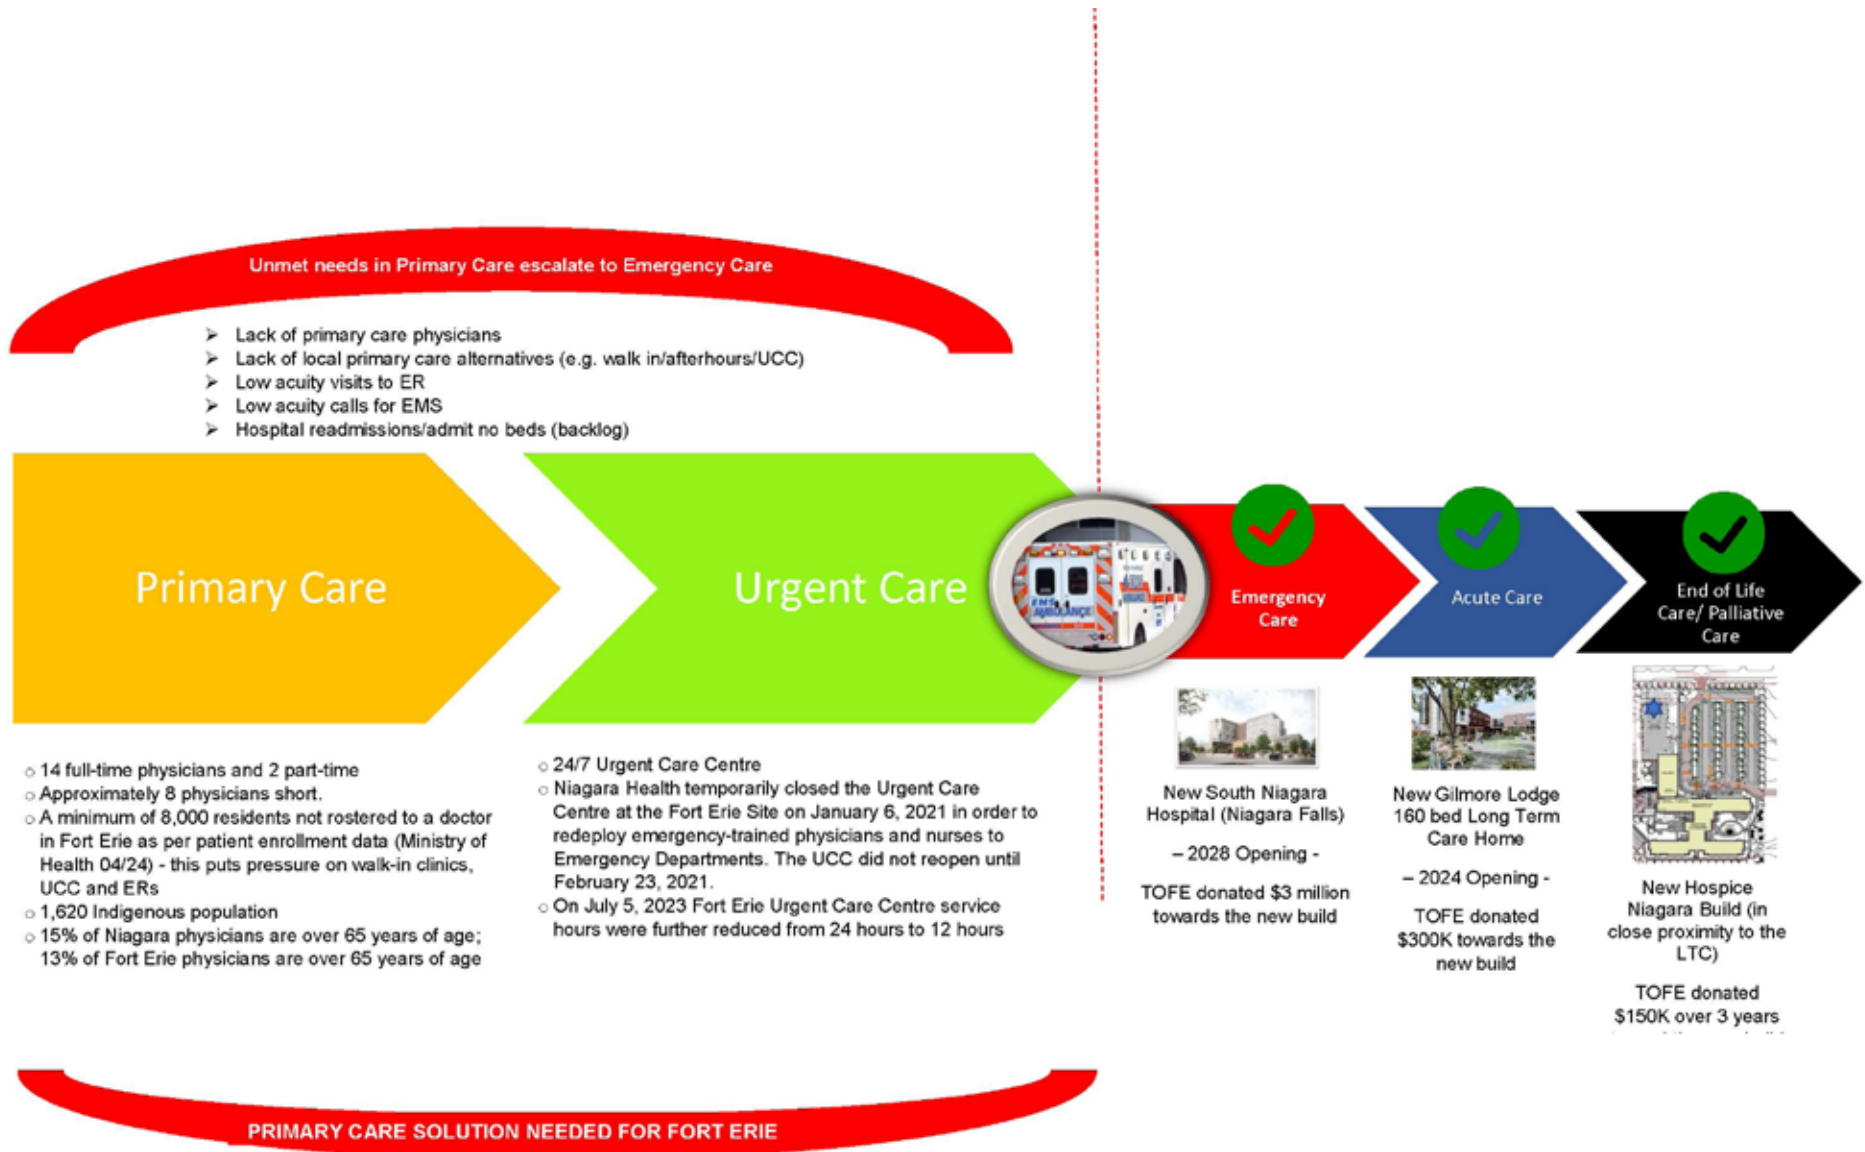 Unmet needs in Primary Care escalate to Emergency Care
➢ Lack of primary care physicians
➢ Lack of local primary care alternatives (e.g. walk in/afterhours/UCC)
➢ Low acuity visits to ER
➢ Low acuity calls for EMS
➢ Hospital readmissions/admit no beds (backlog)
Primary Care
Urgent Care
EMS
AMBULANCE
Emergency
Care
Acute Care
End of Life
Care/ Palliative
Care
○ 14 full-time physicians and 2 part-time
○ Approximately 8 physicians short.
○ A minimum of 8,000 residents not rostered to a doctor
in Fort Erie as per patient enrollment data (Ministry of
Health 04/24) - this puts pressure on walk-in clinics,
UCC and ERs
○ 1,620 Indigenous population
○ 15% of Niagara physicians are over 65 years of age;
13% of Fort Erie physicians are over 65 years of age
○ 24/7 Urgent Care Centre
○ Niagara Health temporarily closed the Urgent Care
Centre at the Fort Erie Site on January 6, 2021 in order to
redeploy emergency-trained physicians and nurses to
Emergency Departments. The UCC did not reopen until
February 23, 2021.
○ On July 5, 2023 Fort Erie Urgent Care Centre service
hours were further reduced from 24 hours to 12 hours
New South Niagara
Hospital (Niagara Falls)
– 2028 Opening -
TOFE donated $3 million
towards the new build
New Gilmore Lodge
160 bed Long Term
Care Home
– 2024 Opening -
TOFE donated
$300K towards the
new build
New Hospice
Niagara Build (in
close proximity to the
LTC)
TOFE donated
$150K over 3 years
PRIMARY CARE SOLUTION NEEDED FOR FORT ERIE